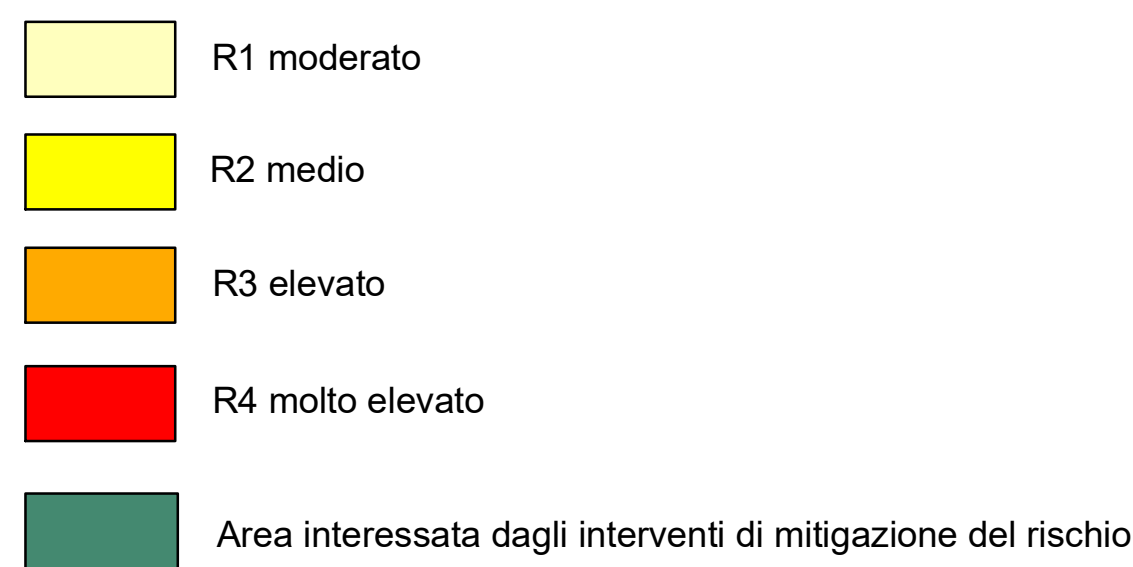 R1 moderato
R2 medio
R3 elevato
R4 molto elevato
Area interessata dagli interventi di mitigazione del rischio